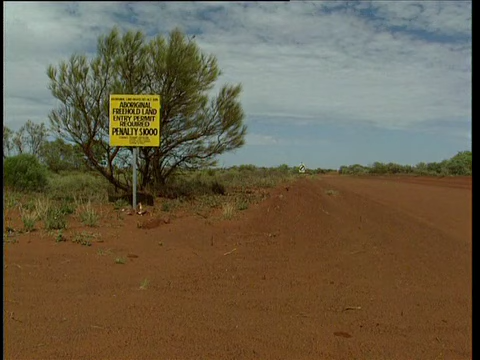 ABORIGINAL
FREEHOLD LAND
ENTRY PERMIT
REQUIRED
PENALTY $1000